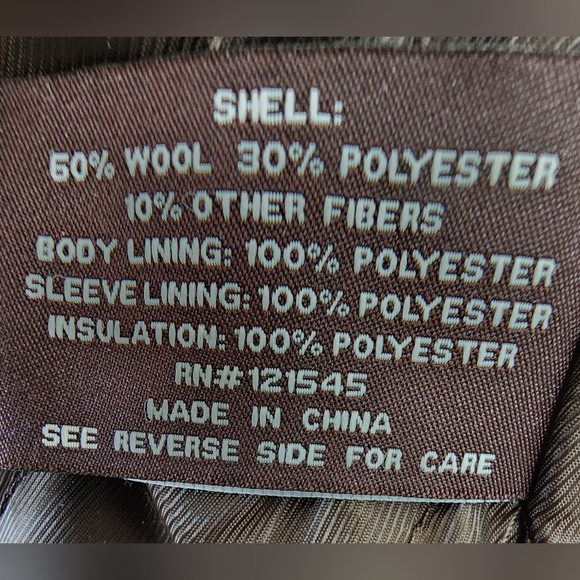 SHELL:
60% WOOL 30% POLYESTER
10% OTHER FIBERS
BODY LINING: 100% POLYESTER
SLEEVE LINING: 100% POLYESTER
INSULATION: 100% POLYESTER
RN#121545
MADE IN CHINA
SEE REVERSE SIDE FOR CARE